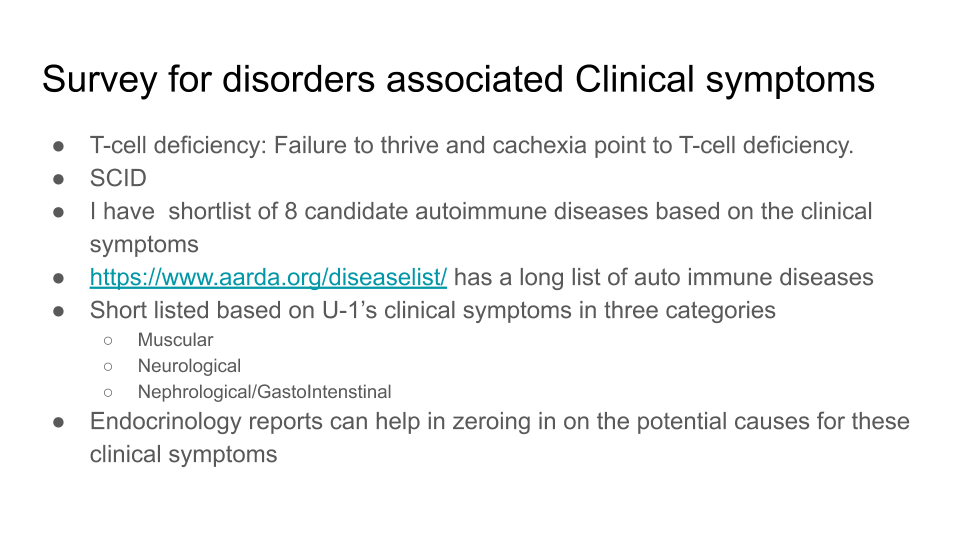 Survey for disorders associated Clinical symptoms
● T-cell deficiency: Failure to thrive and cachexia point to T-cell deficiency.
● SCID
● I have  shortlist of 8 candidate autoimmune diseases based on the clinical
symptoms
● https://www.aarda.org/diseaselist/ has a long list of auto immune diseases
● Short listed based on U-1’s clinical symptoms in three categories
○ Muscular
○ Neurological
○ Nephrological/GastoIntenstinal
● Endocrinology reports can help in zeroing in on the potential causes for these
clinical symptoms